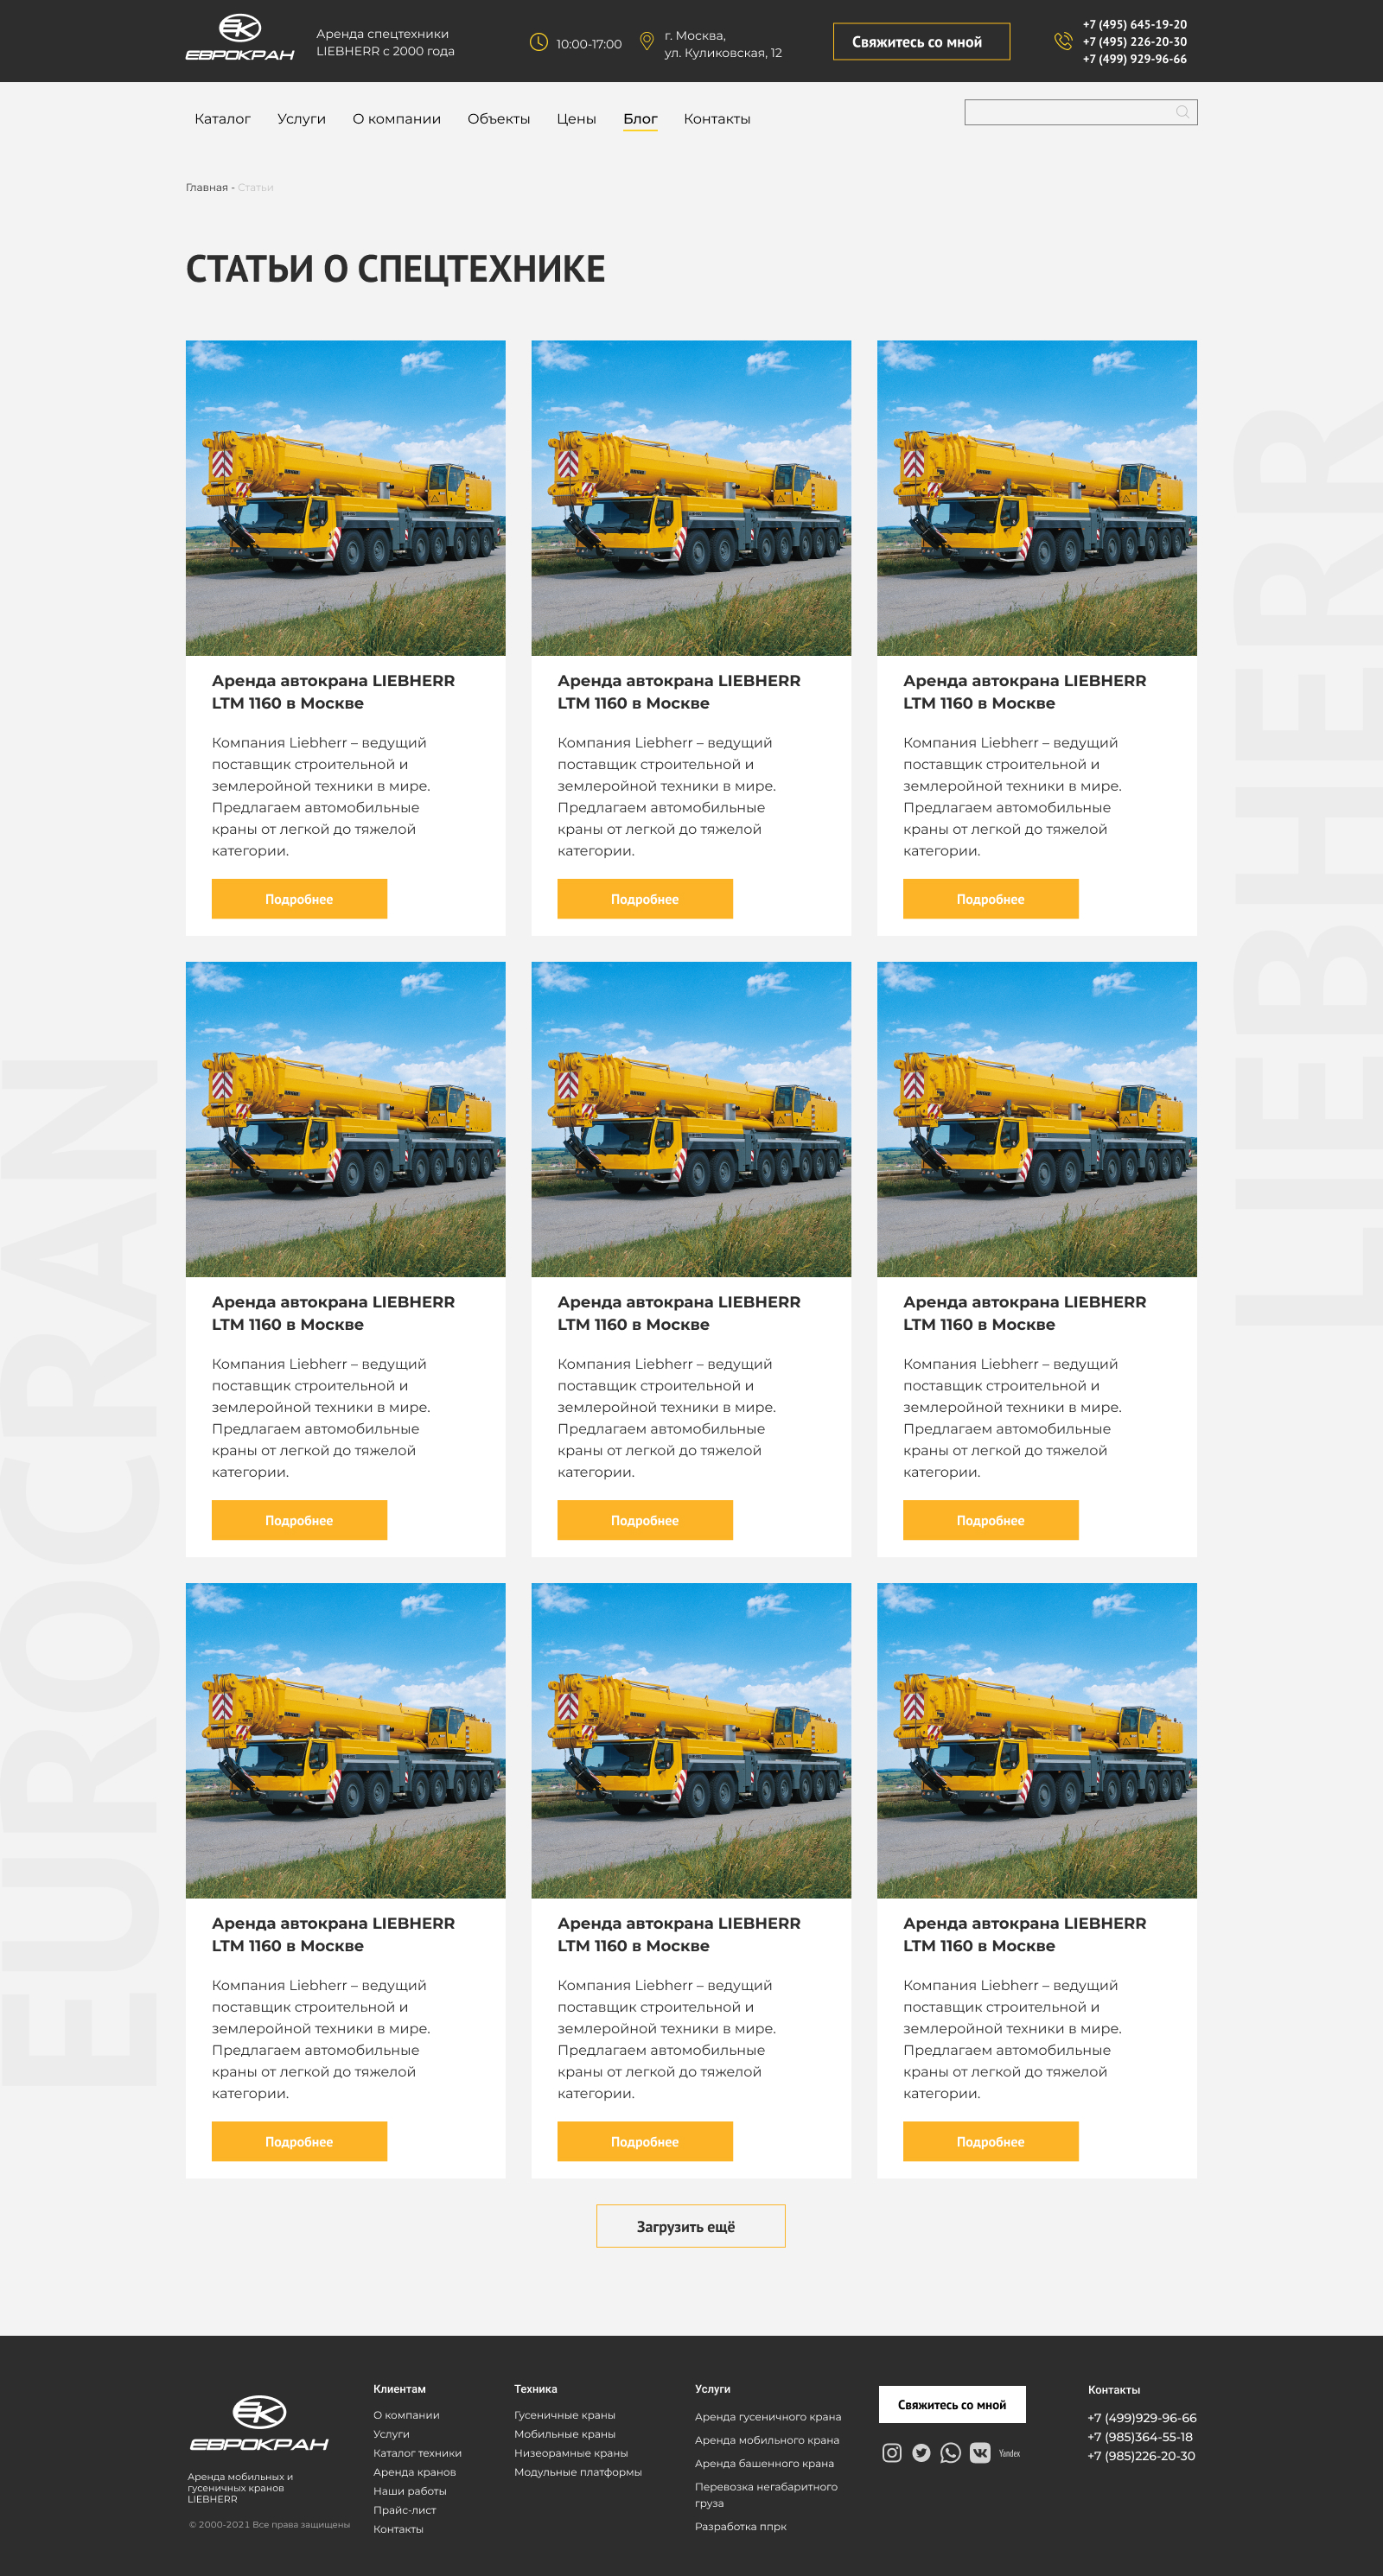 ЕВРОКРАН
Аренда спецтехники
LIEBHERR с 2000 года
10:00-17:00
г. Москва,
ул. Куликовская, 12
Свяжитесь со мной
+7 (495) 645-19-20
+7 (495) 226-20-30
+7 (499) 929-96-66
Каталог Услуги О компании Объекты Цены Блог Контакты
Главная - Статьи
СТАТЬИ О СПЕЦТЕХНИКЕ
LIEBHERR
EUROCRAN
Аренда автокрана LIEBHERR
LTM 1160 в Москве
Компания Liebherr – ведущий
поставщик строительной и
землеройной техники в мире.
Предлагаем автомобильные
краны от легкой до тяжелой
категории.
Подробнее
Аренда автокрана LIEBHERR
LTM 1160 в Москве
Компания Liebherr – ведущий
поставщик строительной и
землеройной техники в мире.
Предлагаем автомобильные
краны от легкой до тяжелой
категории.
Подробнее
Аренда автокрана LIEBHERR
LTM 1160 в Москве
Компания Liebherr – ведущий
поставщик строительной и
землеройной техники в мире.
Предлагаем автомобильные
краны от легкой до тяжелой
категории.
Подробнее
Аренда автокрана LIEBHERR
LTM 1160 в Москве
Компания Liebherr – ведущий
поставщик строительной и
землеройной техники в мире.
Предлагаем автомобильные
краны от легкой до тяжелой
категории.
Подробнее
Аренда автокрана LIEBHERR
LTM 1160 в Москве
Компания Liebherr – ведущий
поставщик строительной и
землеройной техники в мире.
Предлагаем автомобильные
краны от легкой до тяжелой
категории.
Подробнее
Аренда автокрана LIEBHERR
LTM 1160 в Москве
Компания Liebherr – ведущий
поставщик строительной и
землеройной техники в мире.
Предлагаем автомобильные
краны от легкой до тяжелой
категории.
Подробнее
Аренда автокрана LIEBHERR
LTM 1160 в Москве
Компания Liebherr – ведущий
поставщик строительной и
землеройной техники в мире.
Предлагаем автомобильные
краны от легкой до тяжелой
категории.
Подробнее
Аренда автокрана LIEBHERR
LTM 1160 в Москве
Компания Liebherr – ведущий
поставщик строительной и
землеройной техники в мире.
Предлагаем автомобильные
краны от легкой до тяжелой
категории.
Подробнее
Аренда автокрана LIEBHERR
LTM 1160 в Москве
Компания Liebherr – ведущий
поставщик строительной и
землеройной техники в мире.
Предлагаем автомобильные
краны от легкой до тяжелой
категории.
Подробнее
Загрузить ещё
ЕВРОКРАН
Аренда мобильных и
гусеничных кранов
LIEBHERR
© 2000-2021 Все права защищены
Клиентам
О компании
Услуги
Каталог техники
Аренда кранов
Наши работы
Прайс-лист
Контакты
Техника
Гусеничные краны
Мобильные краны
Низеорамные краны
Модульные платформы
Услуги
Аренда гусеничного крана
Аренда мобильного крана
Аренда башенного крана
Перевозка негабаритного
груза
Разработка ппрк
Свяжитесь со мной
Yandex
Контакты
+7 (499)929-96-66
+7 (985)364-55-18
+7 (985)226-20-30